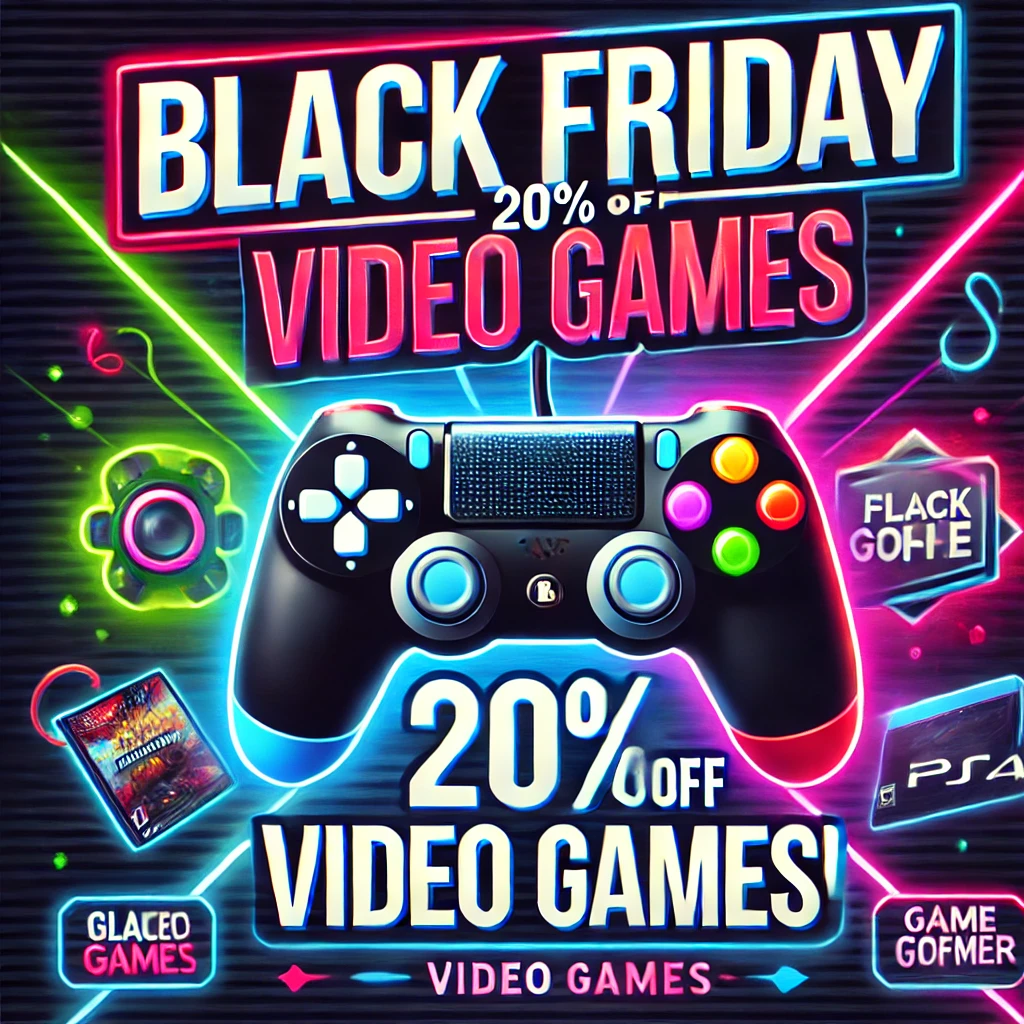 BLACK FRIDAY
20% OFF
VIDEO GAMES
FLACK
GOFHE
20% OFF
VIDEO GAMES!
PS4
GLACEO
GAMES
GAME
GOFMER
VIDEO GAMES